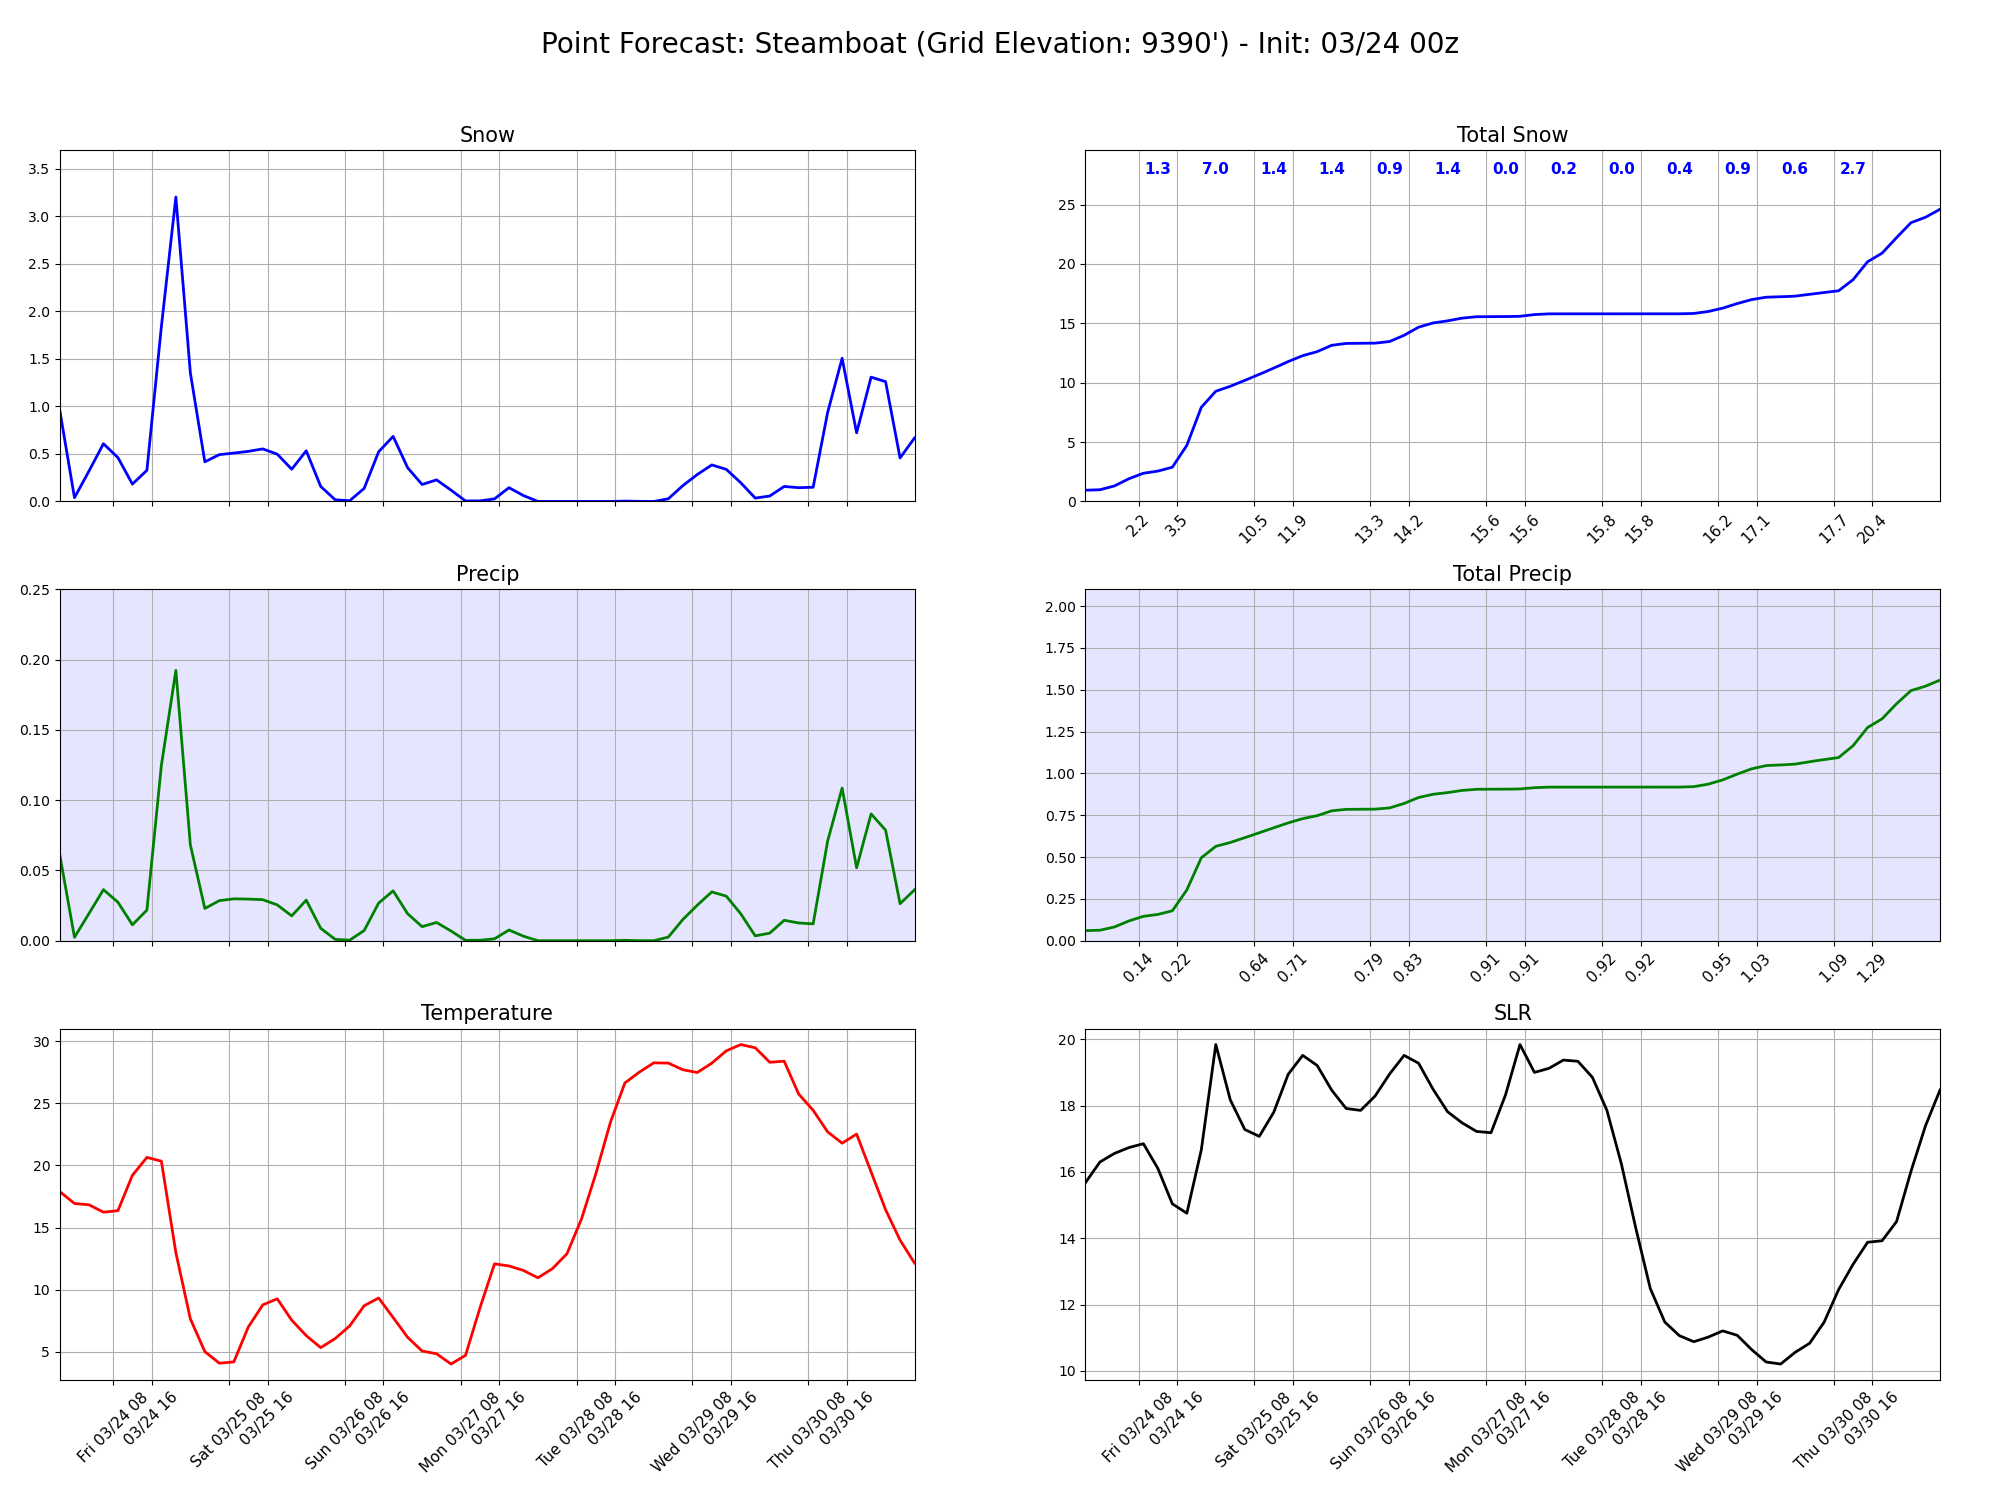 Point Forecast: Steamboat (Grid Elevation: 9390') - Init: 03/24 00z
Snow
3.5
3.0
2.5
2.0
1.5
1.0
0.5
0.0
Total Snow
1.3 7.0 1.4 1.4 0.9 1.4 0.0 0.2 0.0 0.4 0.9 0.6 2.7
25
20
15
10
5
0
2.2 3.5 10.5 11.9 13.3 14.2 15.6 15.6 15.8 15.8 16.2 17.1 17.7 20.4
Precip
0.25
0.20
0.15
0.10
0.05
0.00
Total Precip
2.00
1.75
1.50
1.25
1.00
0.75
0.50
0.25
0.00
0.14 0.22 0.64 0.71 0.79 0.83 0.91 0.91 0.92 0.92 0.95 1.03 1.09 1.29
Temperature
30
25
20
15
10
5
Fri 03/24 08
03/24 16
Sat 03/25 08
03/25 16
Sun 03/26 08
03/26 16
Mon 03/27 08
03/27 16
Tue 03/28 08
03/28 16
Wed 03/29 08
03/29 16
Thu 03/30 08
03/30 16
SLR
20
18
16
14
12
10
Fri 03/24 08
03/24 16
Sat 03/25 08
03/25 16
Sun 03/26 08
03/26 16
Mon 03/27 08
03/27 16
Tue 03/28 08
03/28 16
Wed 03/29 08
03/29 16
Thu 03/30 08
03/30 16